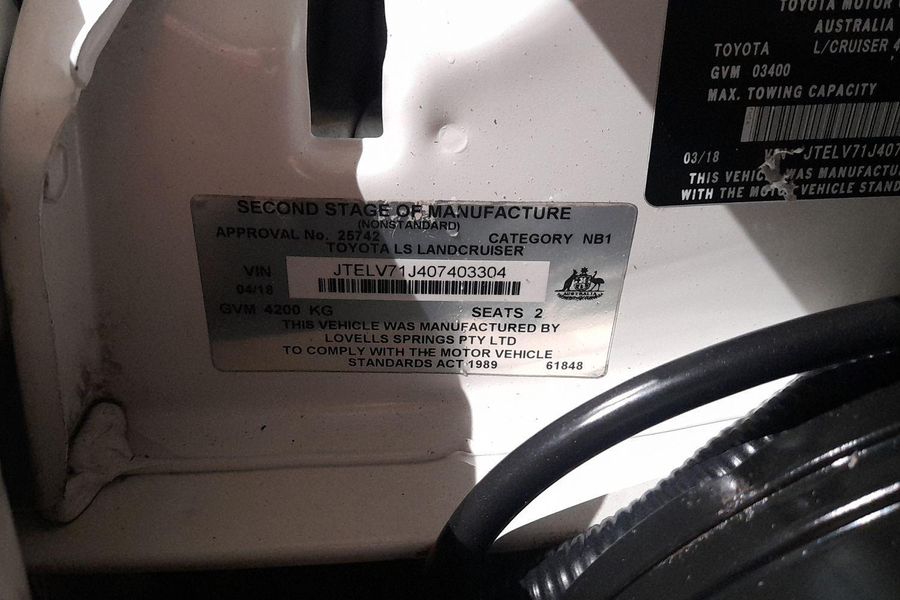 TOYOTA MOTOR
AUSTRALIA
TOYOTA L/CRUISER 4
GVM 03400
MAX. TOWING CAPACITY
03/18 VIN JTELV71J407
THIS VEHICLE WAS MANUFACTU
WITH THE MOTOR VEHICLE STAND
SECOND STAGE OF MANUFACTURE
(NONSTANDARD)
APPROVAL No. 25742 CATEGORY NB1
TOYOTA LS LANDCRUISER
VIN JTELV71J407403304
04/18
AUSTRALIA
GVM 4200 KG SEATS 2
THIS VEHICLE WAS MANUFACTURED BY
LOVELLS SPRINGS PTY LTD
TO COMPLY WITH THE MOTOR VEHICLE
STANDARDS ACT 1989 61848